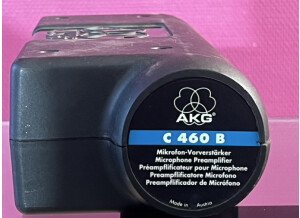 AKG®
C 460 B
Mikrofon-Vorverstärker
Microphone Preamplifier
Préamplificateur pour Microphone
Preamplificatore Microfono
Preamplificador de Micrófono
Made in Austria